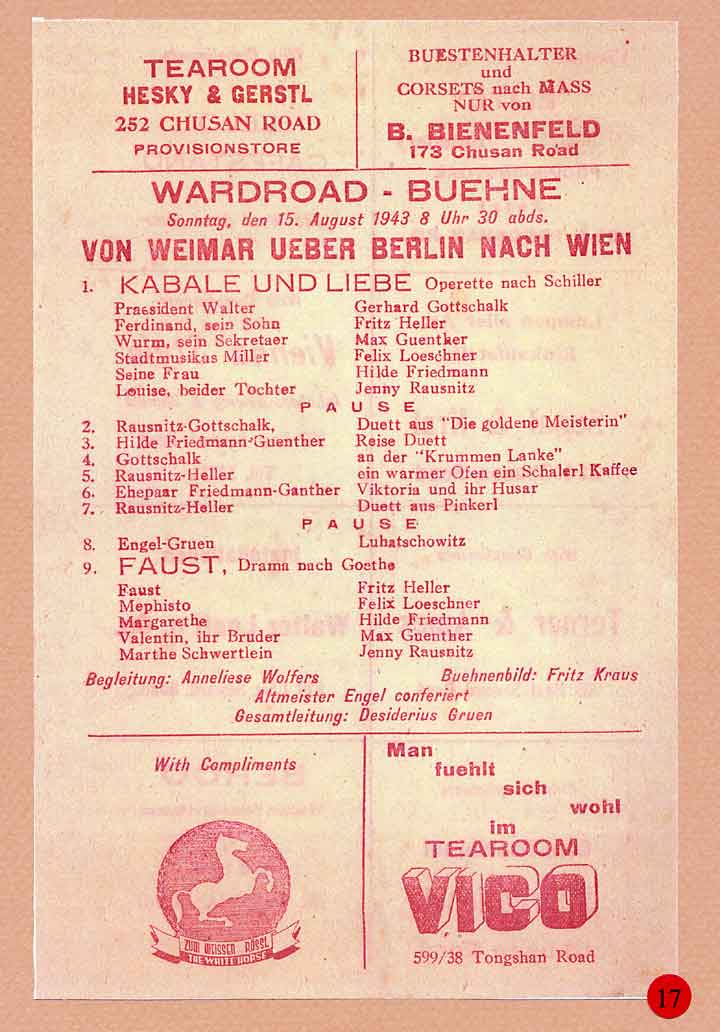 TEAROOM
HESKY & GERSTL
252 CHUSAN ROAD
PROVISIONSTORE
BUESTENHALTER
und
CORSETS nach MASS
NUR von
B. BIENENFELD
173 Chusan Road
WARDROAD - BUEHNE
Sonntag, den 15. August 1943 8 Uhr 30 abds.
VON WEIMAR UEBER BERLIN NACH WIEN
1. KABALE UND LIEBE Operette nach Schiller
Praesident Walter Gerhard Gottschalk
Ferdinand, sein Sohn Fritz Heller
Wurm, sein Sekretaer Max Guentker
Stadtmusikus Miller Felix Loeschner
Seine Frau Hilde Friedmann
Louise, beider Tochter Jenny Rausnitz
PAUSE
2. Rausnitz-Gottschalk, Duett aus "Die goldene Meisterin"
3. Hilde Friedmann-Guenther Reise Duett
4. Gottschalk an der "Krummen Lanke"
5. Rausnitz-Heller ein warmer Ofen ein Schalerl Kaffee
6. Ehepaar Friedmann-Ganther Viktoria und ihr Husar
7. Rausnitz-Heller Duett aus Pinkerl
PAUSE
8. Engel-Gruen Luhatschowitz
9. FAUST, Drama nach Goethe
Faust Fritz Heller
Mephisto Felix Loeschner
Margarethe Hilde Friedmann
Valentin, ihr Bruder Max Guenther
Marthe Schwertlein Jenny Rausnitz
Begleitung: Anneliese Wolfers Buehnenbild: Fritz Kraus
Altmeister Engel conferiert
Gesamtleitung: Desiderius Gruen
With Compliments
ZUM WEISSEN RÖSSL
THE WHITE HORSE
Man
fuehlt
sich
wohl
im
TEAROOM
VICO
599/38 Tongshan Road
17